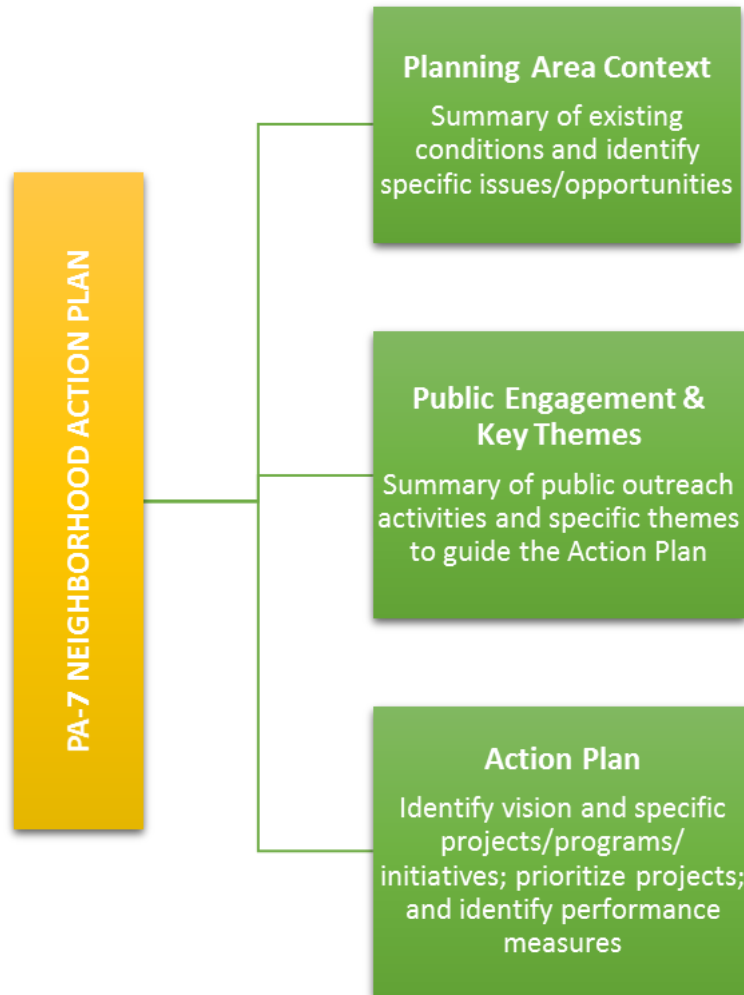 PA-7 NEIGHBORHOOD ACTION PLAN
Planning Area Context
Summary of existing
conditions and identify
specific issues/opportunities
Public Engagement &
Key Themes
Summary of public outreach
activities and specific themes
to guide the Action Plan
Action Plan
Identify vision and specific
projects/programs/
initiatives; prioritize projects;
and identify performance
measures